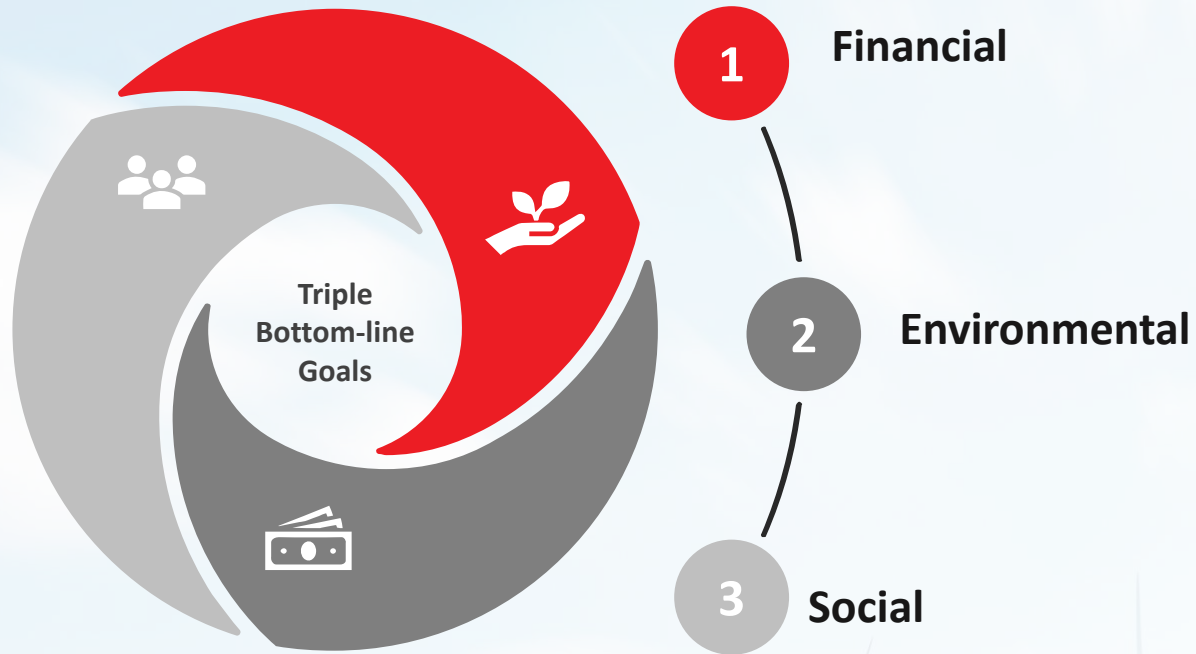 Triple
Bottom-line
Goals
1
Financial
2
Environmental
3
Social